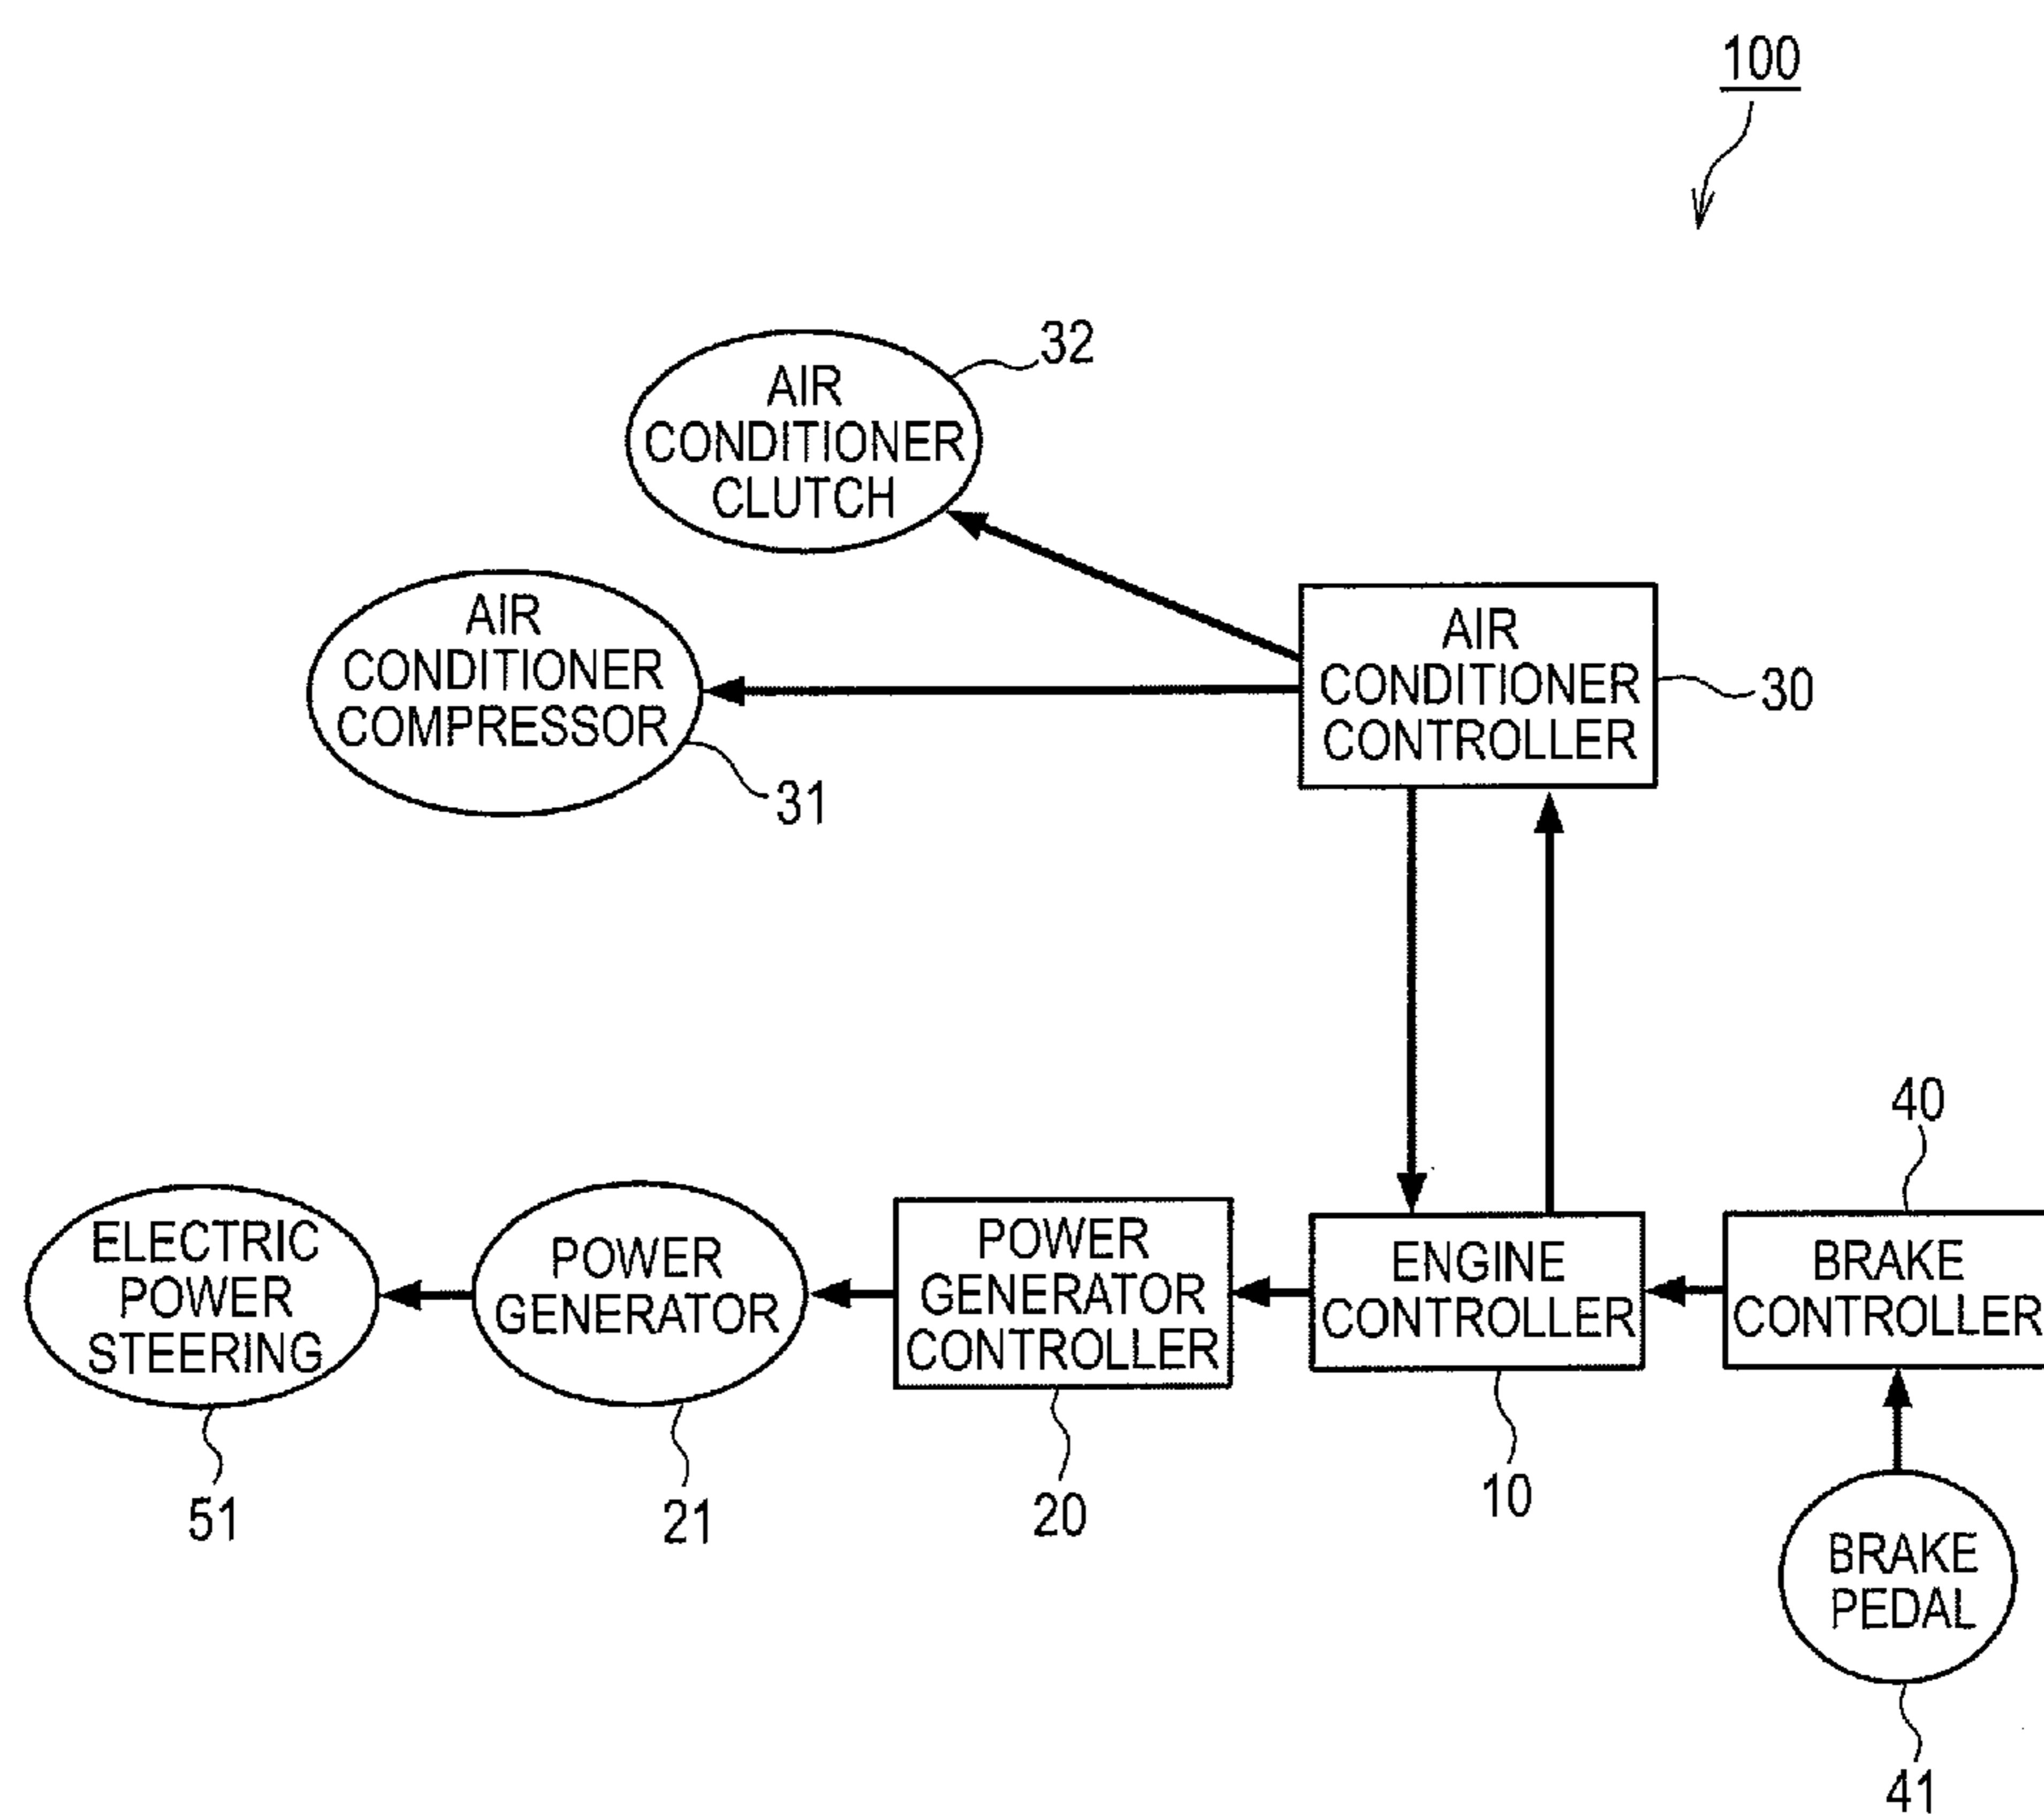 100
32
AIR
CONDITIONER
CLUTCH
AIR
CONDITIONER
COMPRESSOR
31
AIR
CONDITIONER
CONTROLLER
30
40
ELECTRIC
POWER
STEERING
51
POWER
GENERATOR
21
POWER
GENERATOR
CONTROLLER
20
ENGINE
CONTROLLER
10
BRAKE
CONTROLLER
BRAKE
PEDAL
41